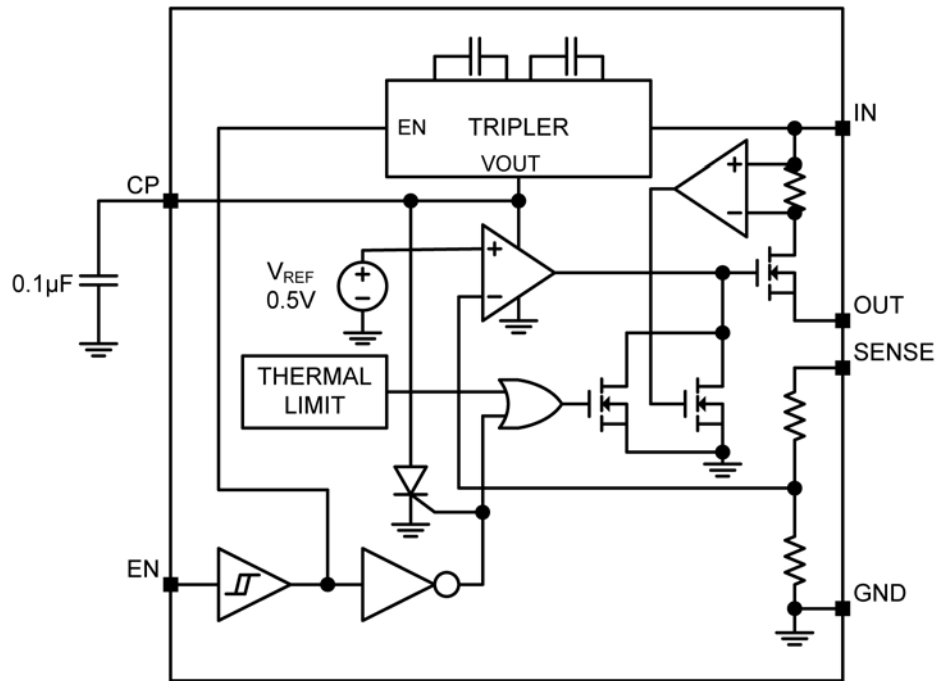 IN
EN
TRIPLER
VOUT
CP
+
−
0.1µF
VREF
0.5V
+
−
+
−
OUT
SENSE
THERMAL
LIMIT
EN
GND